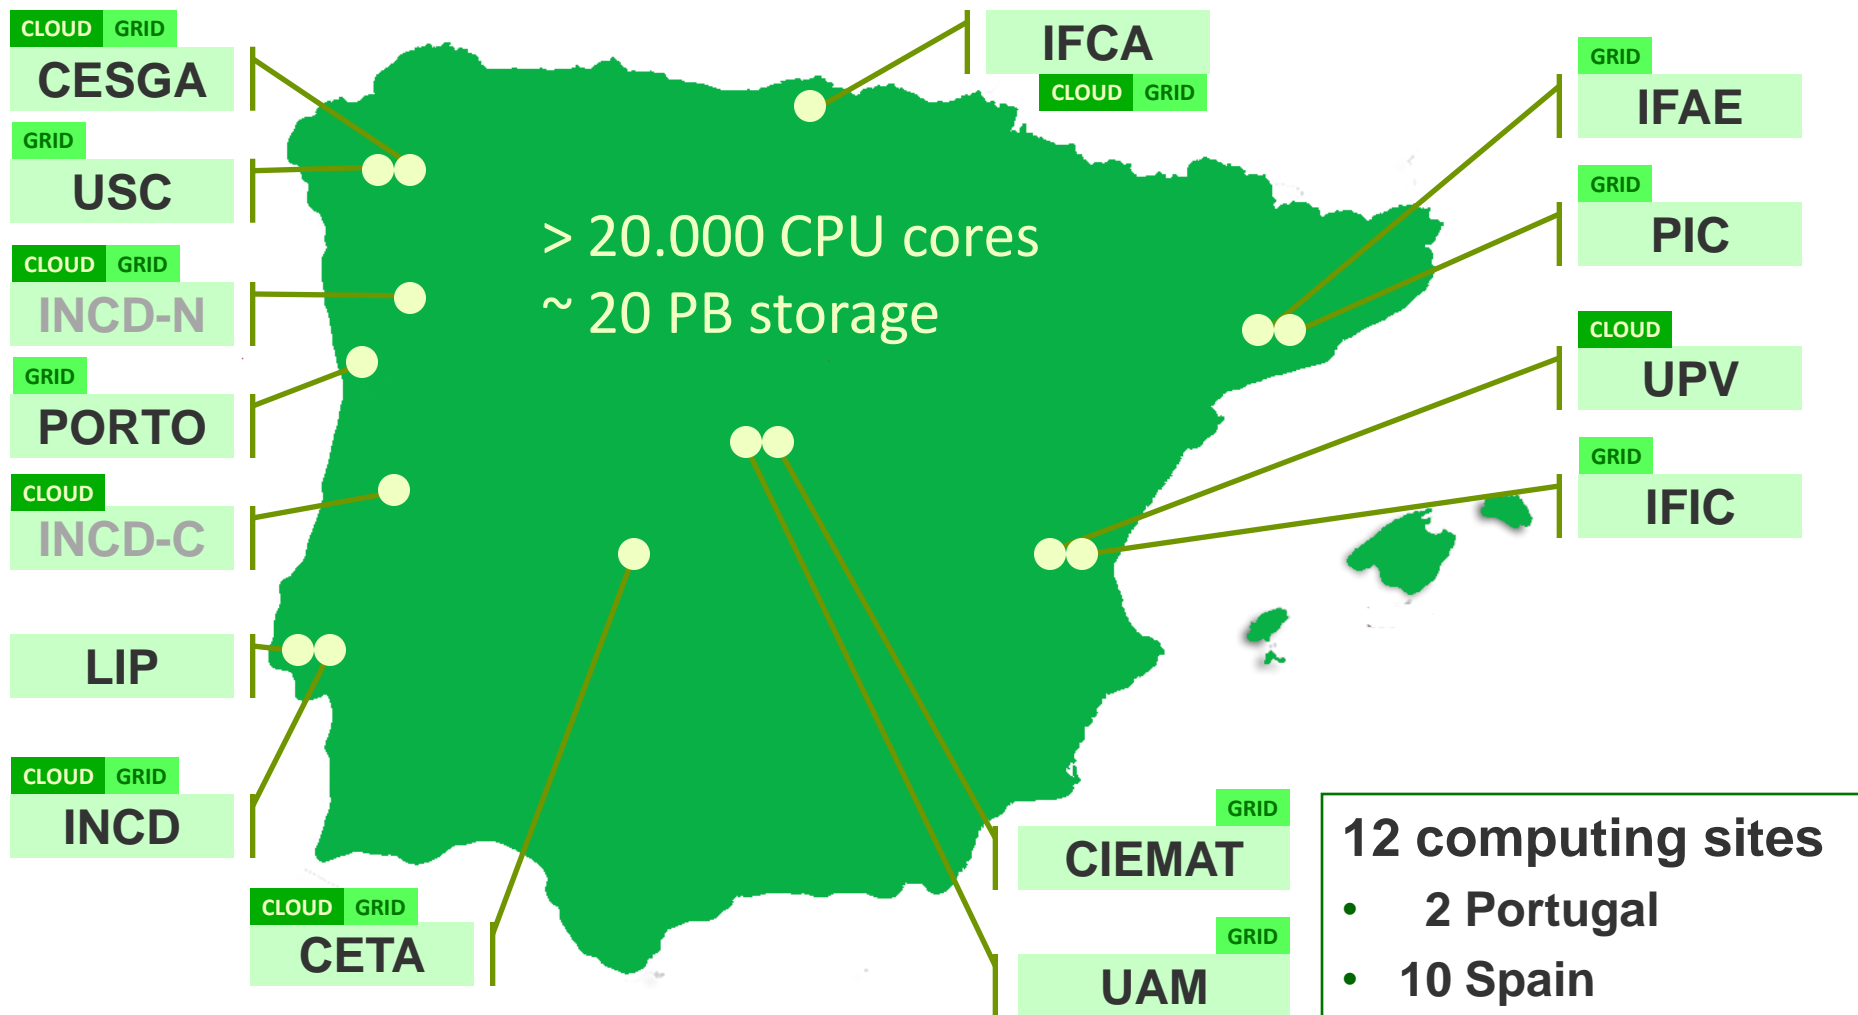 CLOUD GRID
CESGA
GRID
USC
CLOUD GRID
INCD-N
GRID
PORTO
CLOUD
INCD-C
LIP
CLOUD GRID
INCD
CLOUD GRID
CETA
> 20.000 CPU cores
~ 20 PB storage
IFCA
CLOUD GRID
GRID
IFAE
GRID
PIC
CLOUD
UPV
GRID
IFIC
GRID
CIEMAT
GRID
UAM
12 computing sites
• 2 Portugal
• 10 Spain